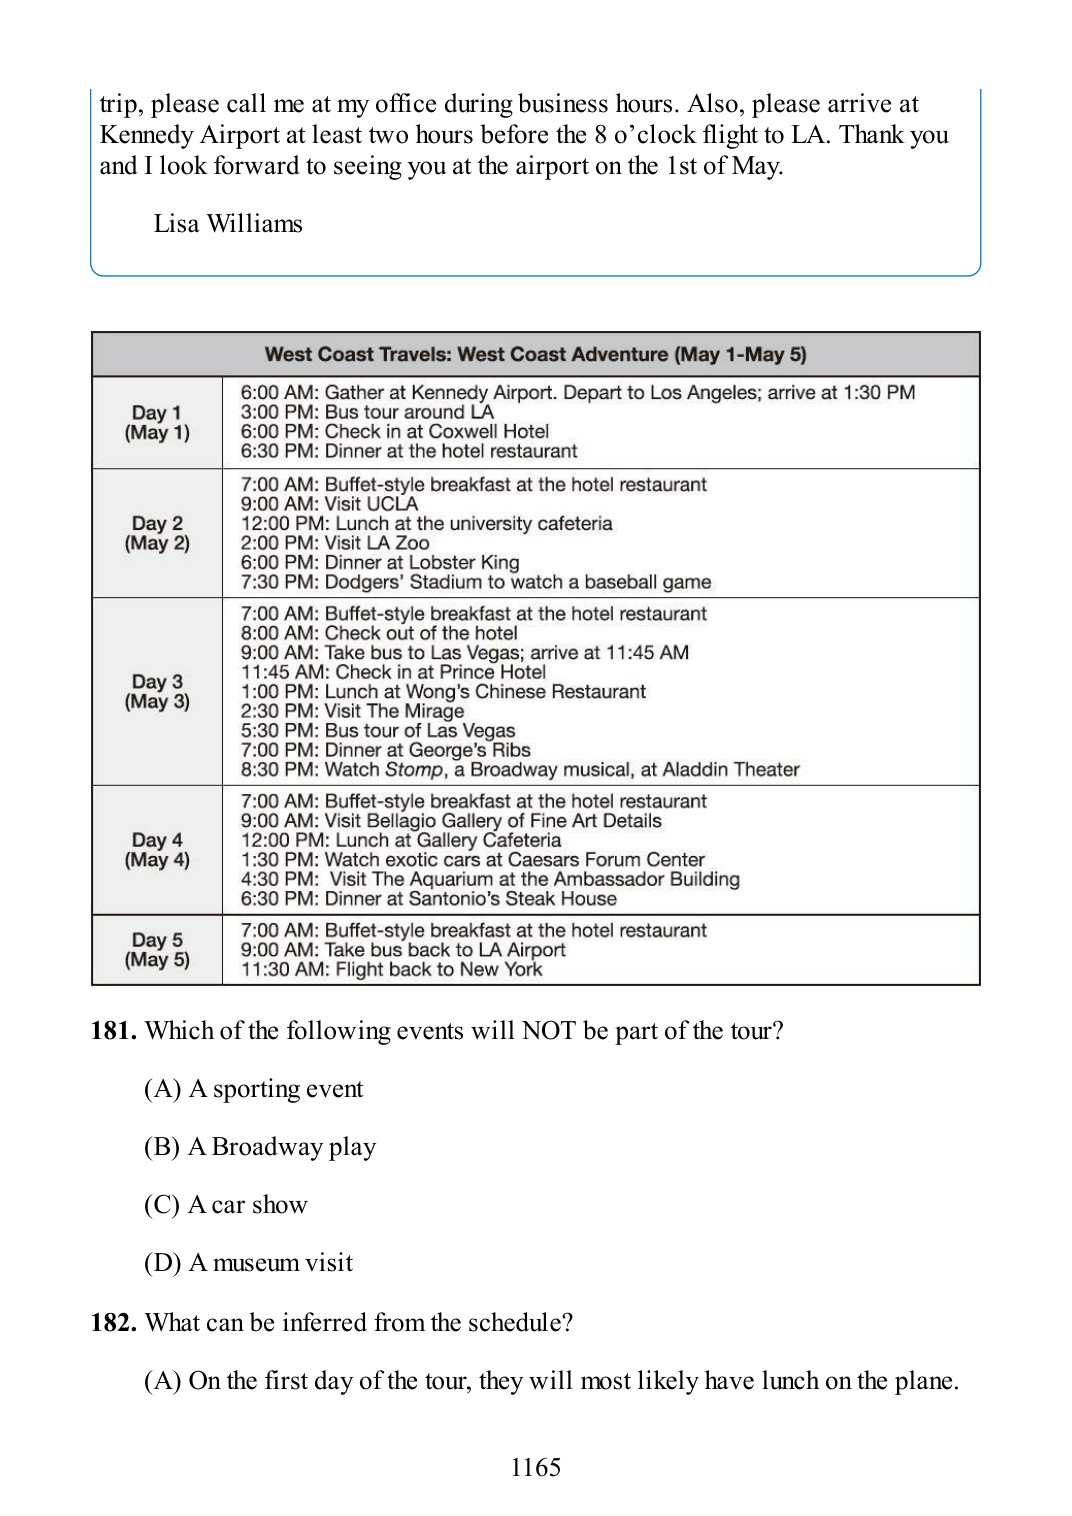 trip, please call me at my office during business hours. Also, please arrive at
Kennedy Airport at least two hours before the 8 o’clock flight to LA. Thank you
and I look forward to seeing you at the airport on the 1st of May.
Lisa Williams
West Coast Travels: West Coast Adventure (May 1-May 5)
Day 1
(May 1)
6:00 AM: Gather at Kennedy Airport. Depart to Los Angeles; arrive at 1:30 PM
3:00 PM: Bus tour around LA
6:00 PM: Check in at Coxwell Hotel
6:30 PM: Dinner at the hotel restaurant
Day 2
(May 2)
7:00 AM: Buffet-style breakfast at the hotel restaurant
9:00 AM: Visit UCLA
12:00 PM: Lunch at the university cafeteria
2:00 PM: Visit LA Zoo
6:00 PM: Dinner at Lobster King
7:30 PM: Dodgers’ Stadium to watch a baseball game
Day 3
(May 3)
7:00 AM: Buffet-style breakfast at the hotel restaurant
8:00 AM: Check out of the hotel
9:00 AM: Take bus to Las Vegas; arrive at 11:45 AM
11:45 AM: Check in at Prince Hotel
1:00 PM: Lunch at Wong’s Chinese Restaurant
2:30 PM: Visit The Mirage
5:30 PM: Bus tour of Las Vegas
7:00 PM: Dinner at George’s Ribs
8:30 PM: Watch Stomp, a Broadway musical, at Aladdin Theater
Day 4
(May 4)
7:00 AM: Buffet-style breakfast at the hotel restaurant
9:00 AM: Visit Bellagio Gallery of Fine Art Details
12:00 PM: Lunch at Gallery Cafeteria
1:30 PM: Watch exotic cars at Caesars Forum Center
4:30 PM: Visit The Aquarium at the Ambassador Building
6:30 PM: Dinner at Santonio’s Steak House
Day 5
(May 5)
7:00 AM: Buffet-style breakfast at the hotel restaurant
9:00 AM: Take bus back to LA Airport
11:30 AM: Flight back to New York
181. Which of the following events will NOT be part of the tour?
(A) A sporting event
(B) A Broadway play
(C) A car show
(D) A museum visit
182. What can be inferred from the schedule?
(A) On the first day of the tour, they will most likely have lunch on the plane.
1165